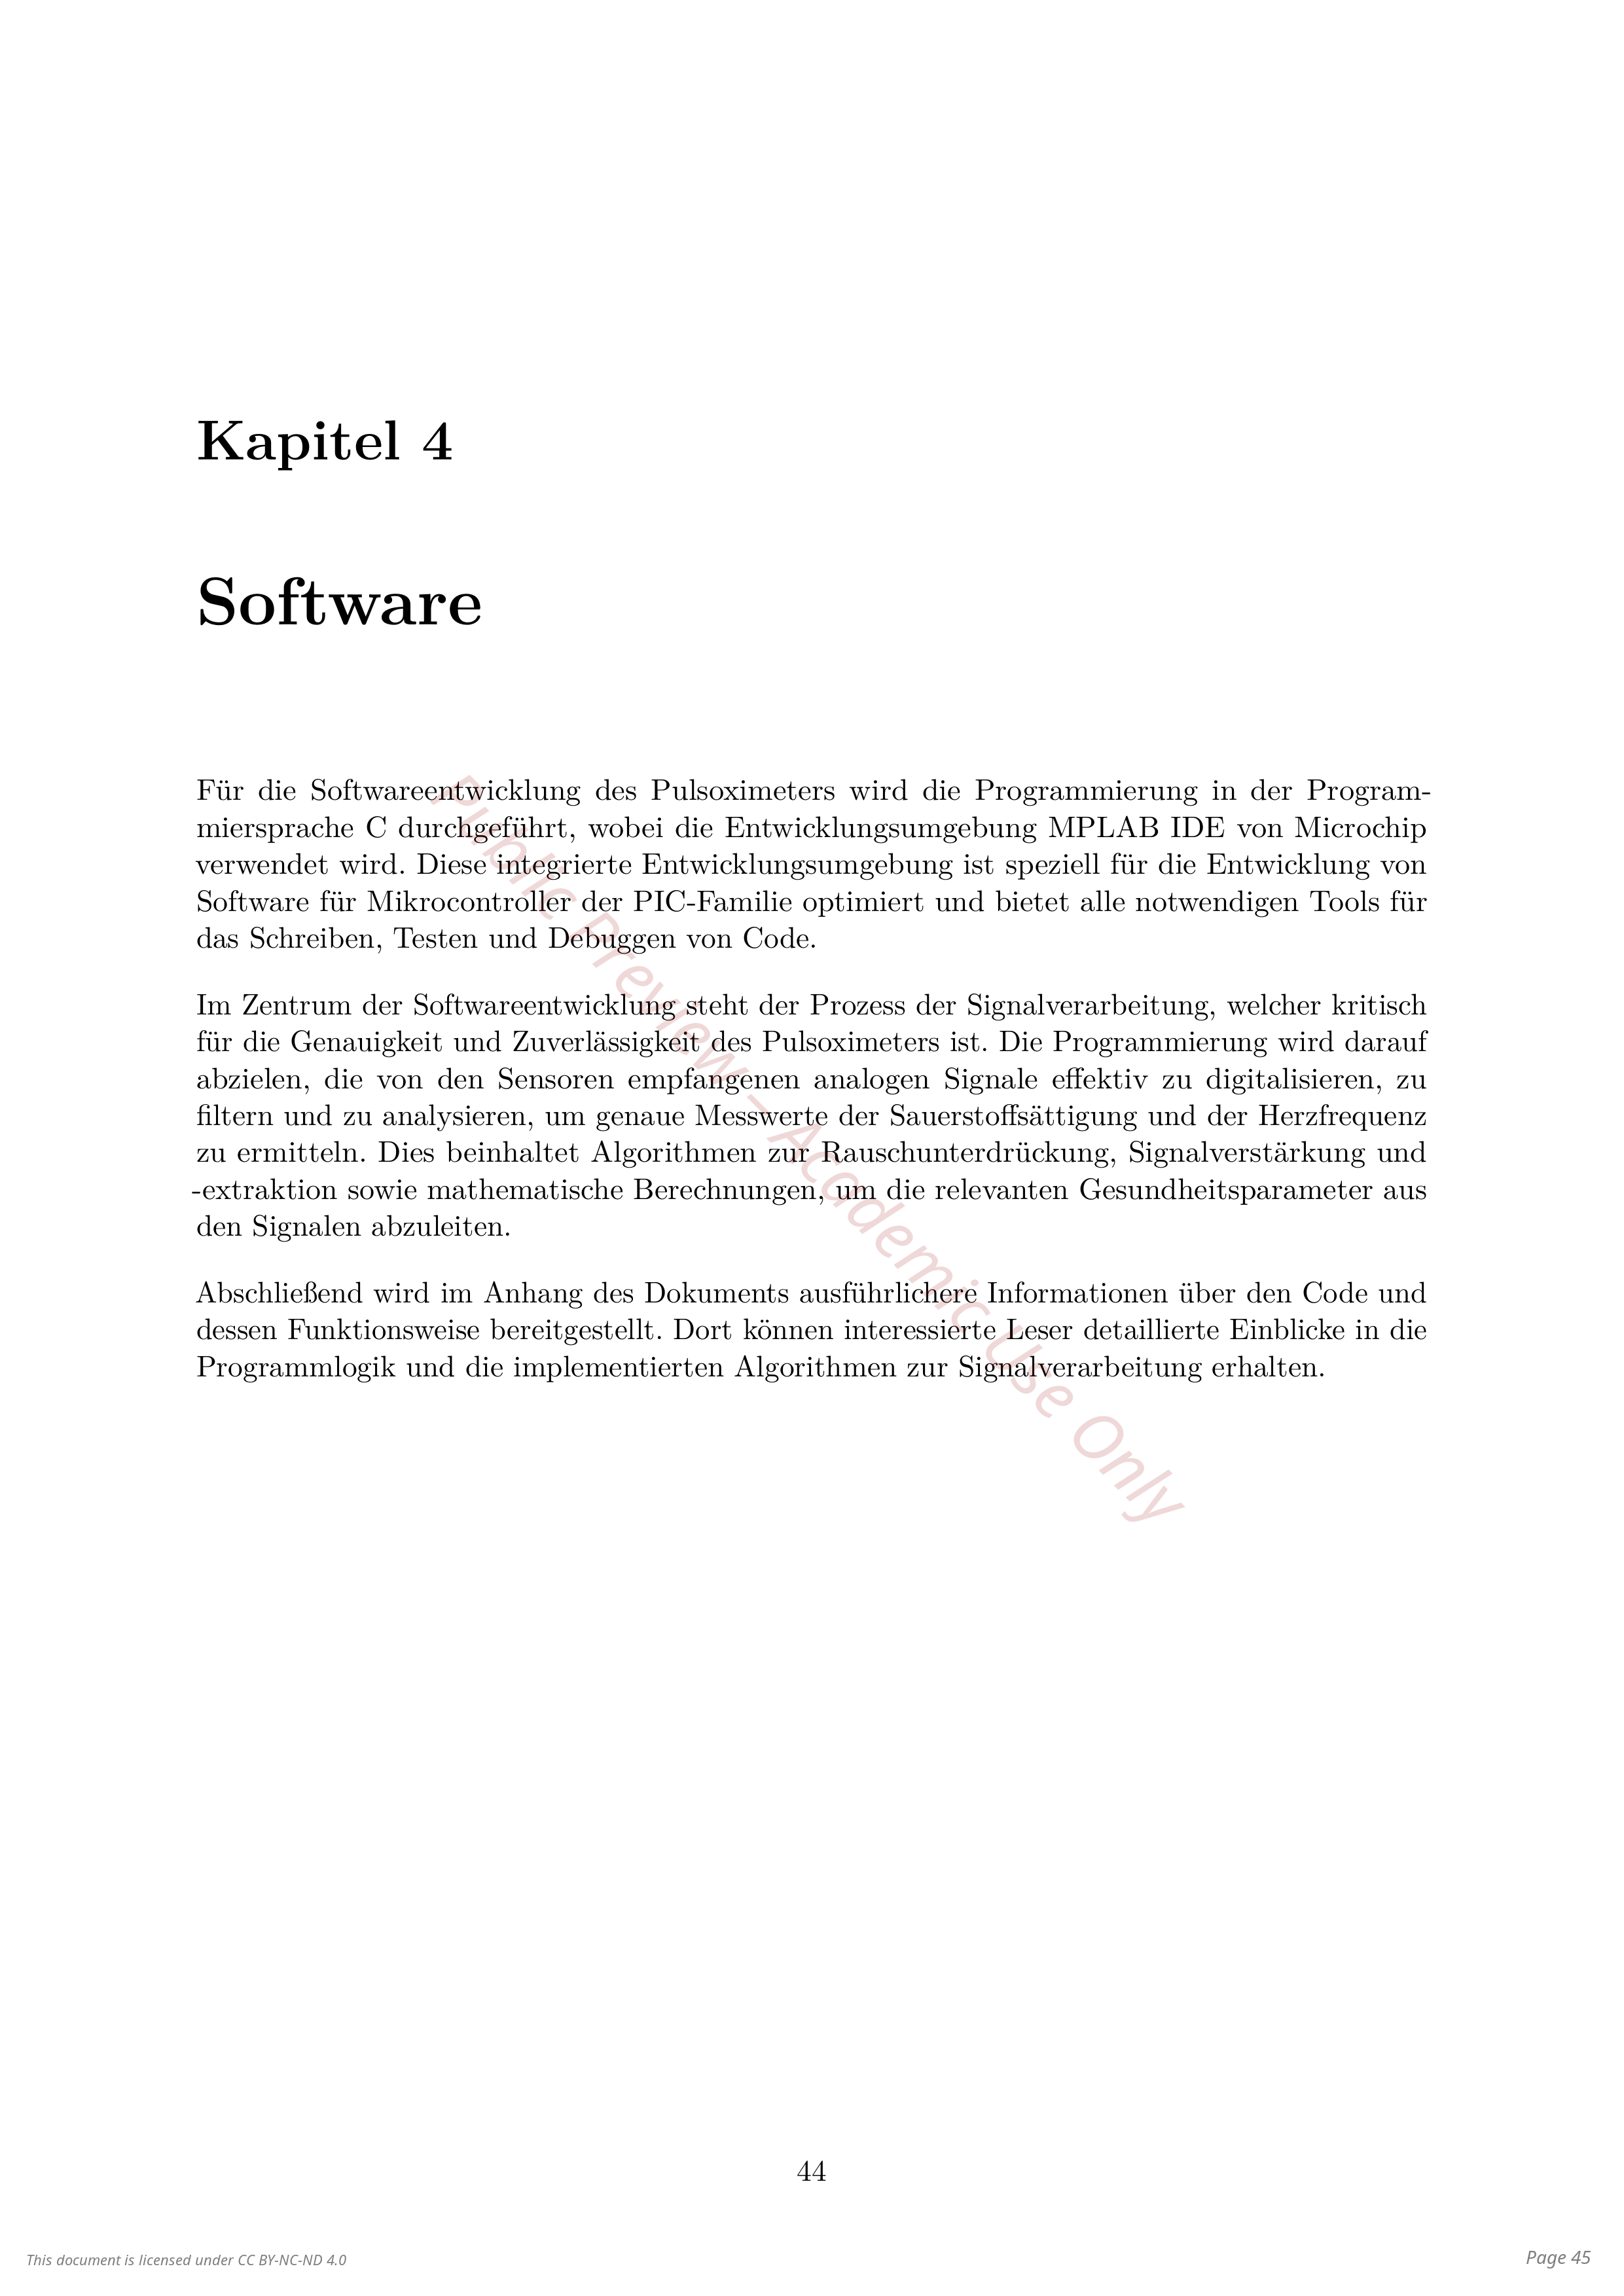 Kapitel 4
Software
Für die Softwareentwicklung des Pulsoximeters wird die Programmierung in der Program-
miersprache C durchgeführt, wobei die Entwicklungsumgebung MPLAB IDE von Microchip
verwendet wird. Diese integrierte Entwicklungsumgebung ist speziell für die Entwicklung von
Software für Mikrocontroller der PIC-Familie optimiert und bietet alle notwendigen Tools für
das Schreiben, Testen und Debuggen von Code.
Im Zentrum der Softwareentwicklung steht der Prozess der Signalverarbeitung, welcher kritisch
für die Genauigkeit und Zuverlässigkeit des Pulsoximeters ist. Die Programmierung wird darauf
abzielen, die von den Sensoren empfangenen analogen Signale effektiv zu digitalisieren, zu
filtern und zu analysieren, um genaue Messwerte der Sauerstoffsättigung und der Herzfrequenz
zu ermitteln. Dies beinhaltet Algorithmen zur Rauschunterdrückung, Signalverstärkung und
-extraktion sowie mathematische Berechnungen, um die relevanten Gesundheitsparameter aus
den Signalen abzuleiten.
Abschließend wird im Anhang des Dokuments ausführlichere Informationen über den Code und
dessen Funktionsweise bereitgestellt. Dort können interessierte Leser detaillierte Einblicke in die
Programmlogik und die implementierten Algorithmen zur Signalverarbeitung erhalten.
Public Preview – Academic Use Only
44
This document is licensed under CC BY-NC-ND 4.0
Page 45